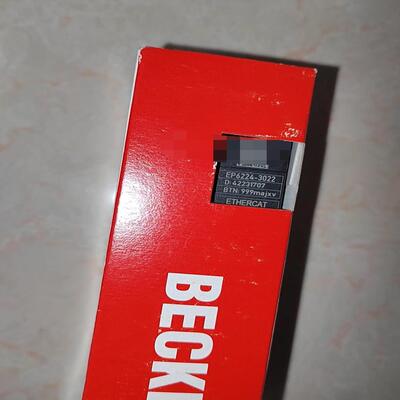 EP6224-3022
D: 42231707
BTN: 999majxv
ETHERCAT
BECK